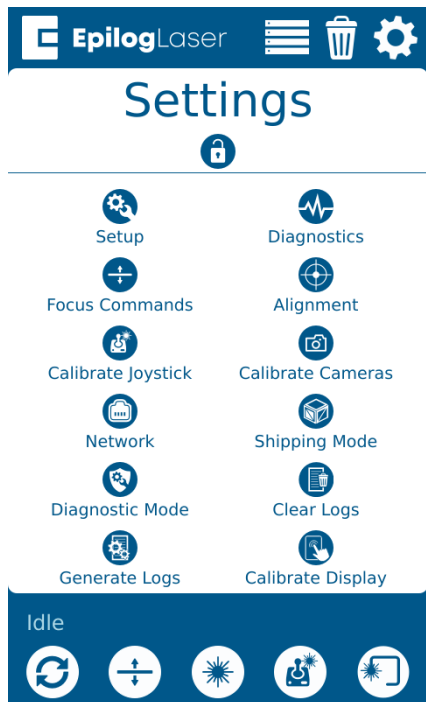 EpilogLaser
Settings
Setup
Diagnostics
Focus Commands
Alignment
Calibrate Joystick
Calibrate Cameras
Network
Shipping Mode
Diagnostic Mode
Clear Logs
Generate Logs
Calibrate Display
Idle